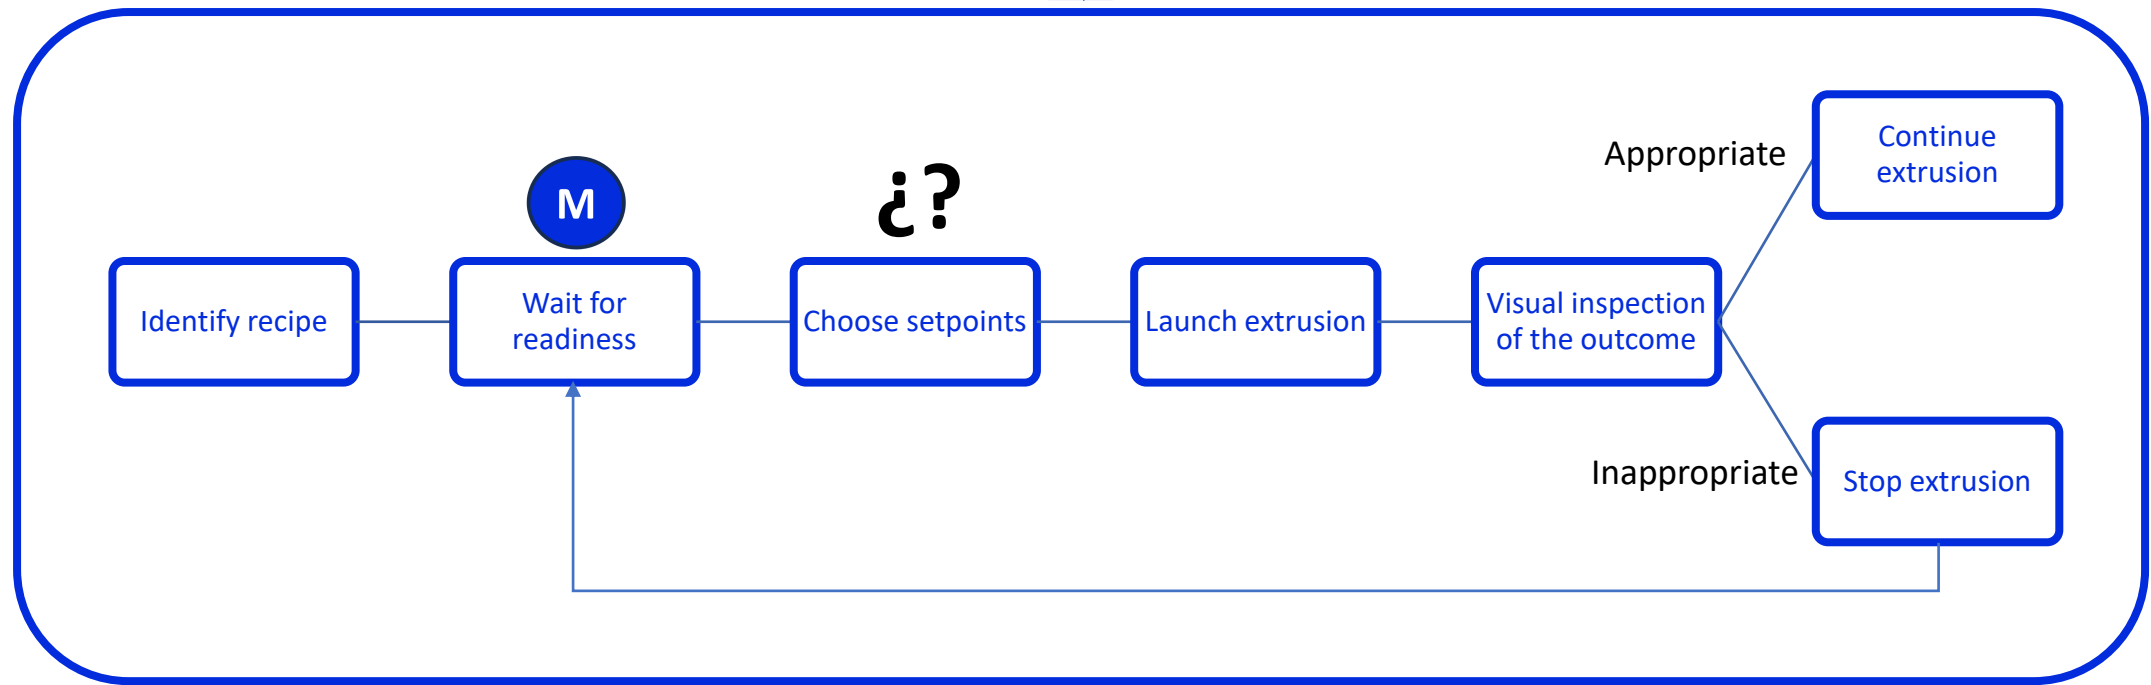 Identify recipe
M
Wait for
readiness
¿?
Choose setpoints
Launch extrusion
Visual inspection
of the outcome
Appropriate
Continue
extrusion
Inappropriate
Stop extrusion